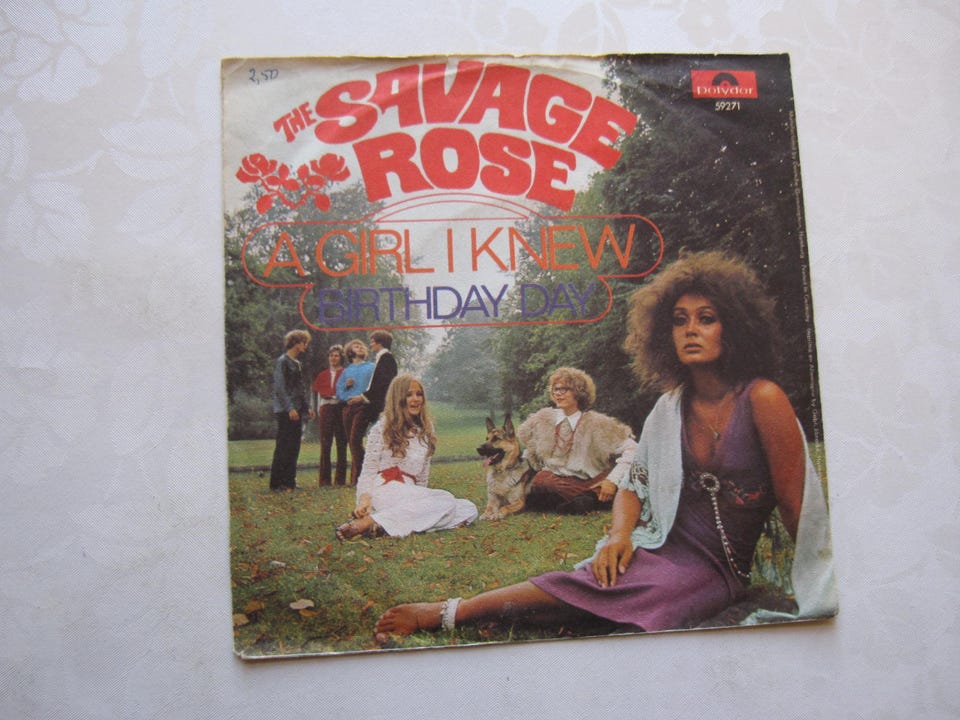 2,50
THE SAVAGE
ROSE
polydor
59271
A GIRL I KNEW
BIRTHDAY DAY